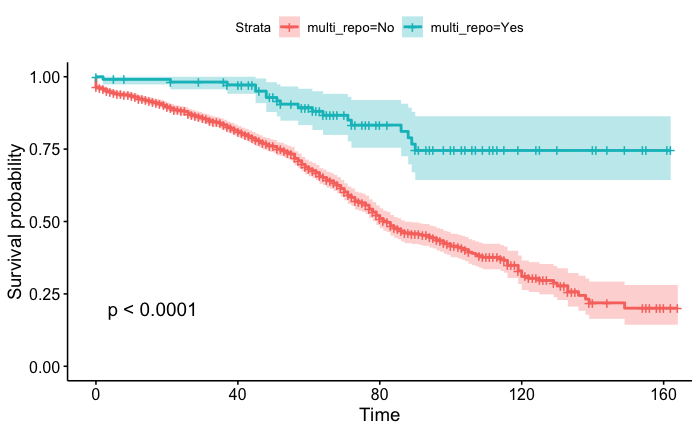 Strata multi_repo=No multi_repo=Yes
1.00
0.75
0.50
0.25
0.00
Survival probability
p < 0.0001
0 40 80 120 160
Time